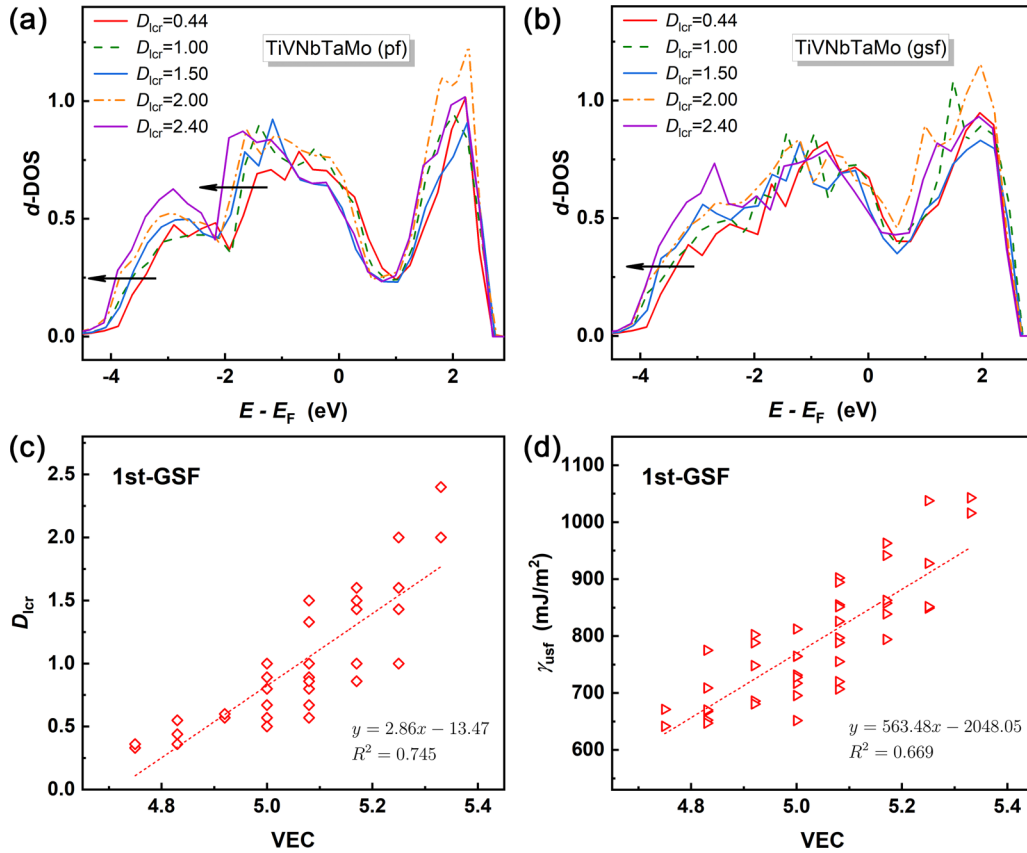 (a)
D_lcr=0.44
D_lcr=1.00
D_lcr=1.50
D_lcr=2.00
D_lcr=2.40
TiVNbTaMo (pf)
d-DOS
1.0
0.5
0.0
-4
-2
0
2
E - E_F (eV)
(b)
D_lcr=0.44
D_lcr=1.00
D_lcr=1.50
D_lcr=2.00
D_lcr=2.40
TiVNbTaMo (gsf)
d-DOS
1.0
0.5
0.0
-4
-2
0
2
E - E_F (eV)
(c)
1st-GSF
D_lcr
2.5
2.0
1.5
1.0
0.5
0.0
y = 2.86x − 13.47
R² = 0.745
4.8
5.0
5.2
5.4
VEC
(d)
1st-GSF
γ_usf (mJ/m²)
1100
1000
900
800
700
600
y = 563.48x − 2048.05
R² = 0.669
4.8
5.0
5.2
5.4
VEC